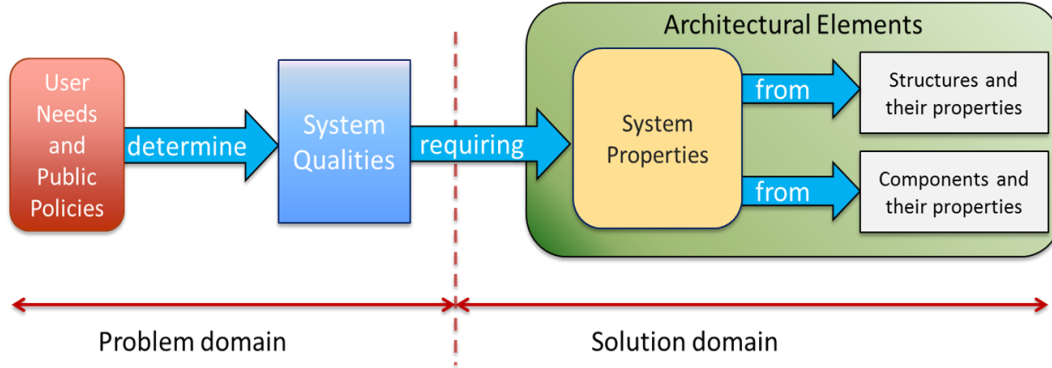 Architectural Elements
User
Needs
and
Public
Policies
determine
System
Qualities
requiring
System
Properties
from
Structures and
their properties
from
Components and
their properties
Problem domain
Solution domain